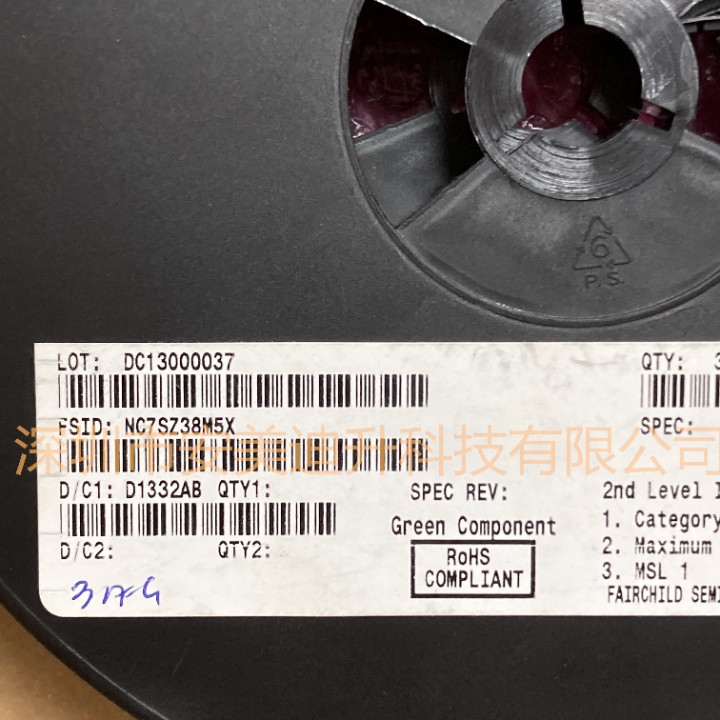 6
P.S.
LOT: DC13000037
QTY: 3
FSID: NC7SZ38M5X
SPEC:
深圳市安美迪升科技有限公司
D/C1: D1332AB QTY1:
SPEC REV:
2nd Level
Green Component
1. Category
D/C2: QTY2:
RoHS
COMPLIANT
2. Maximum
3. MSL 1
FAIRCHILD SEMI